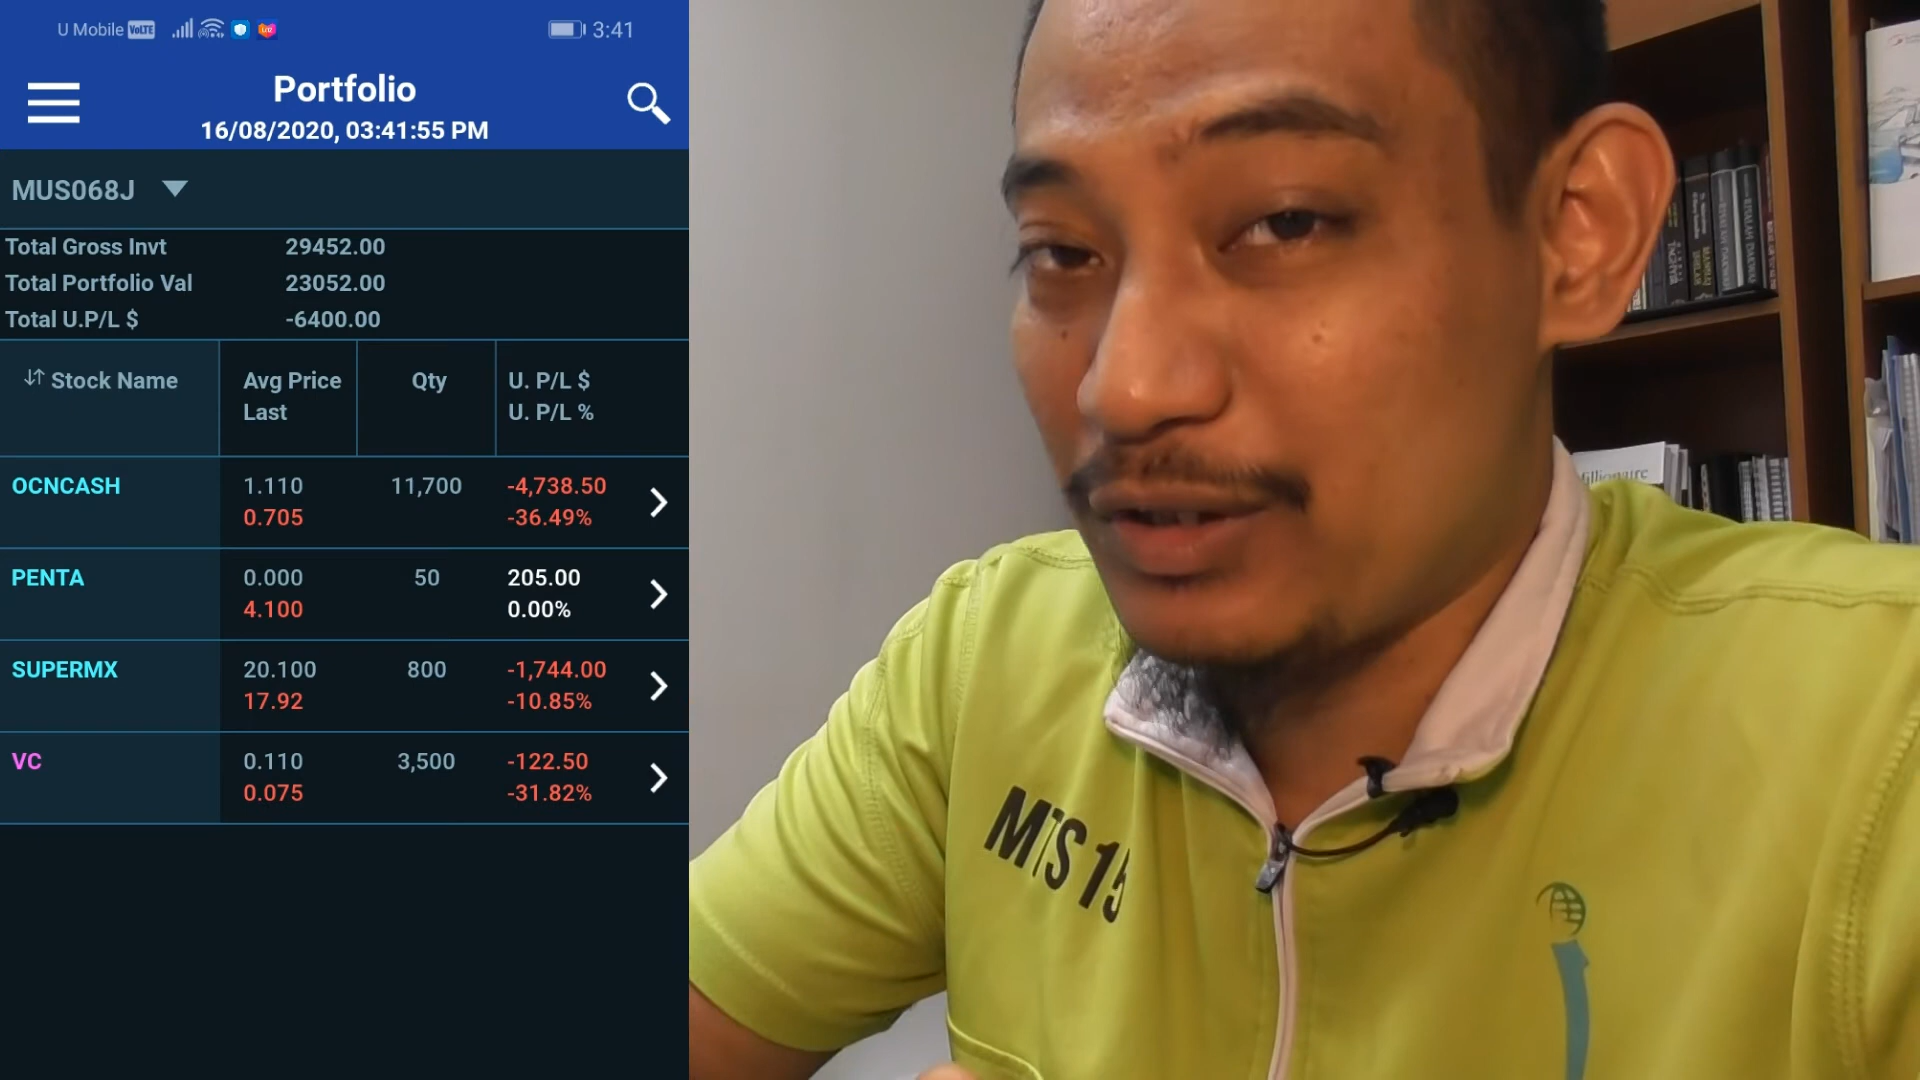 U Mobile VoLTE 3:41
Portfolio
16/08/2020, 03:41:55 PM
MUS068J
Total Gross Invt 29452.00
Total Portfolio Val 23052.00
Total U.P/L $ -6400.00
Stock Name Avg Price Qty U. P/L $
Last U. P/L %
OCNCASH 1.110 11,700 -4,738.50
0.705 -36.49%
PENTA 0.000 50 205.00
4.100 0.00%
SUPERMX 20.100 800 -1,744.00
17.92 -10.85%
VC 0.110 3,500 -122.50
0.075 -31.82%
MTS 15
Millionaire